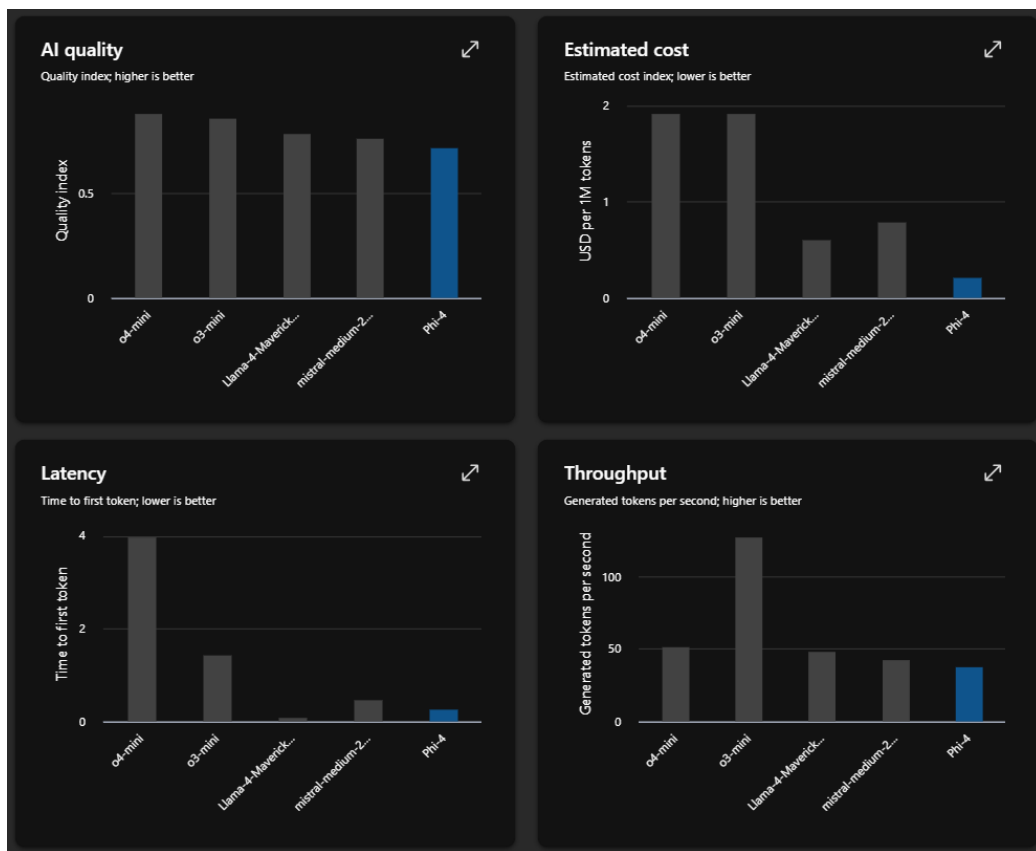 AI quality
Quality index; higher is better
Quality index
0.5
0
o4-mini
o3-mini
Llama-4-Maverick...
mistral-medium-2...
Phi-4
Estimated cost
Estimated cost index; lower is better
USD per 1M tokens
2
1
0
o4-mini
o3-mini
Llama-4-Maverick...
mistral-medium-2...
Phi-4
Latency
Time to first token; lower is better
Time to first token
4
2
0
o4-mini
o3-mini
Llama-4-Maverick...
mistral-medium-2...
Phi-4
Throughput
Generated tokens per second; higher is better
Generated tokens per second
100
50
0
o4-mini
o3-mini
Llama-4-Maverick...
mistral-medium-2...
Phi-4